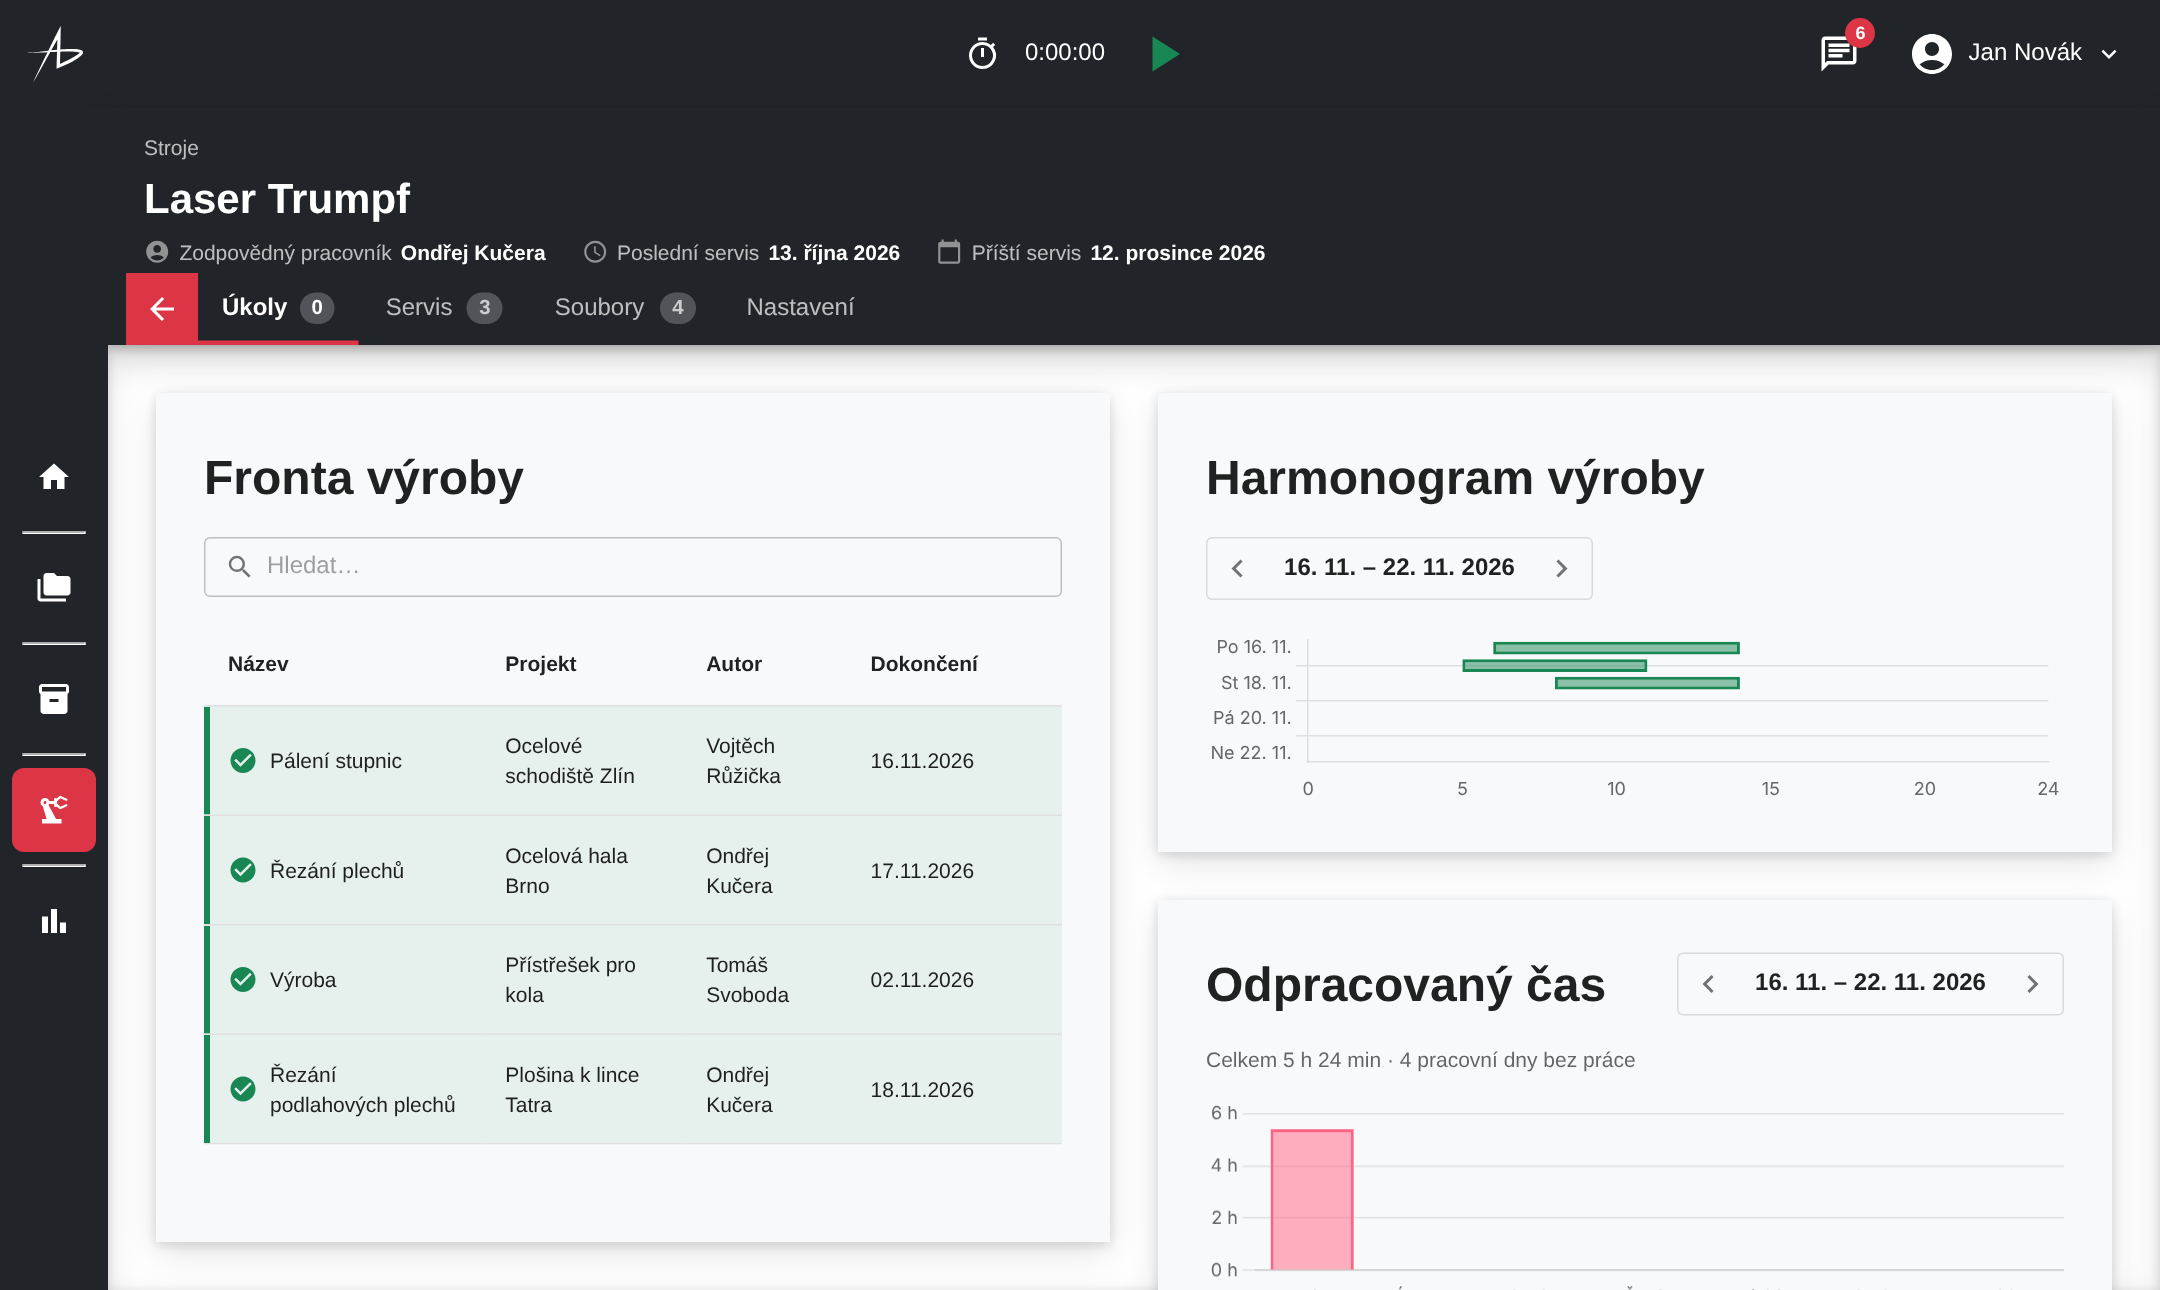 0:00:00
6
Jan Novák
Stroje
Laser Trumpf
Zodpovědný pracovník Ondřej Kučera
Poslední servis 13. října 2026
Příští servis 12. prosince 2026
Úkoly 0
Servis 3
Soubory 4
Nastavení
Fronta výroby
Hledat…
Název Projekt Autor Dokončení
Pálení stupnic
Ocelové
schodiště Zlín
Vojtěch
Růžička
16.11.2026
Řezání plechů
Ocelová hala
Brno
Ondřej
Kučera
17.11.2026
Výroba
Přístřešek pro
kola
Tomáš
Svoboda
02.11.2026
Řezání
podlahových plechů
Plošina k lince
Tatra
Ondřej
Kučera
18.11.2026
Harmonogram výroby
16. 11. – 22. 11. 2026
Po 16. 11.
St 18. 11.
Pá 20. 11.
Ne 22. 11.
0 5 10 15 20 24
Odpracovaný čas
16. 11. – 22. 11. 2026
Celkem 5 h 24 min · 4 pracovní dny bez práce
6 h
4 h
2 h
0 h